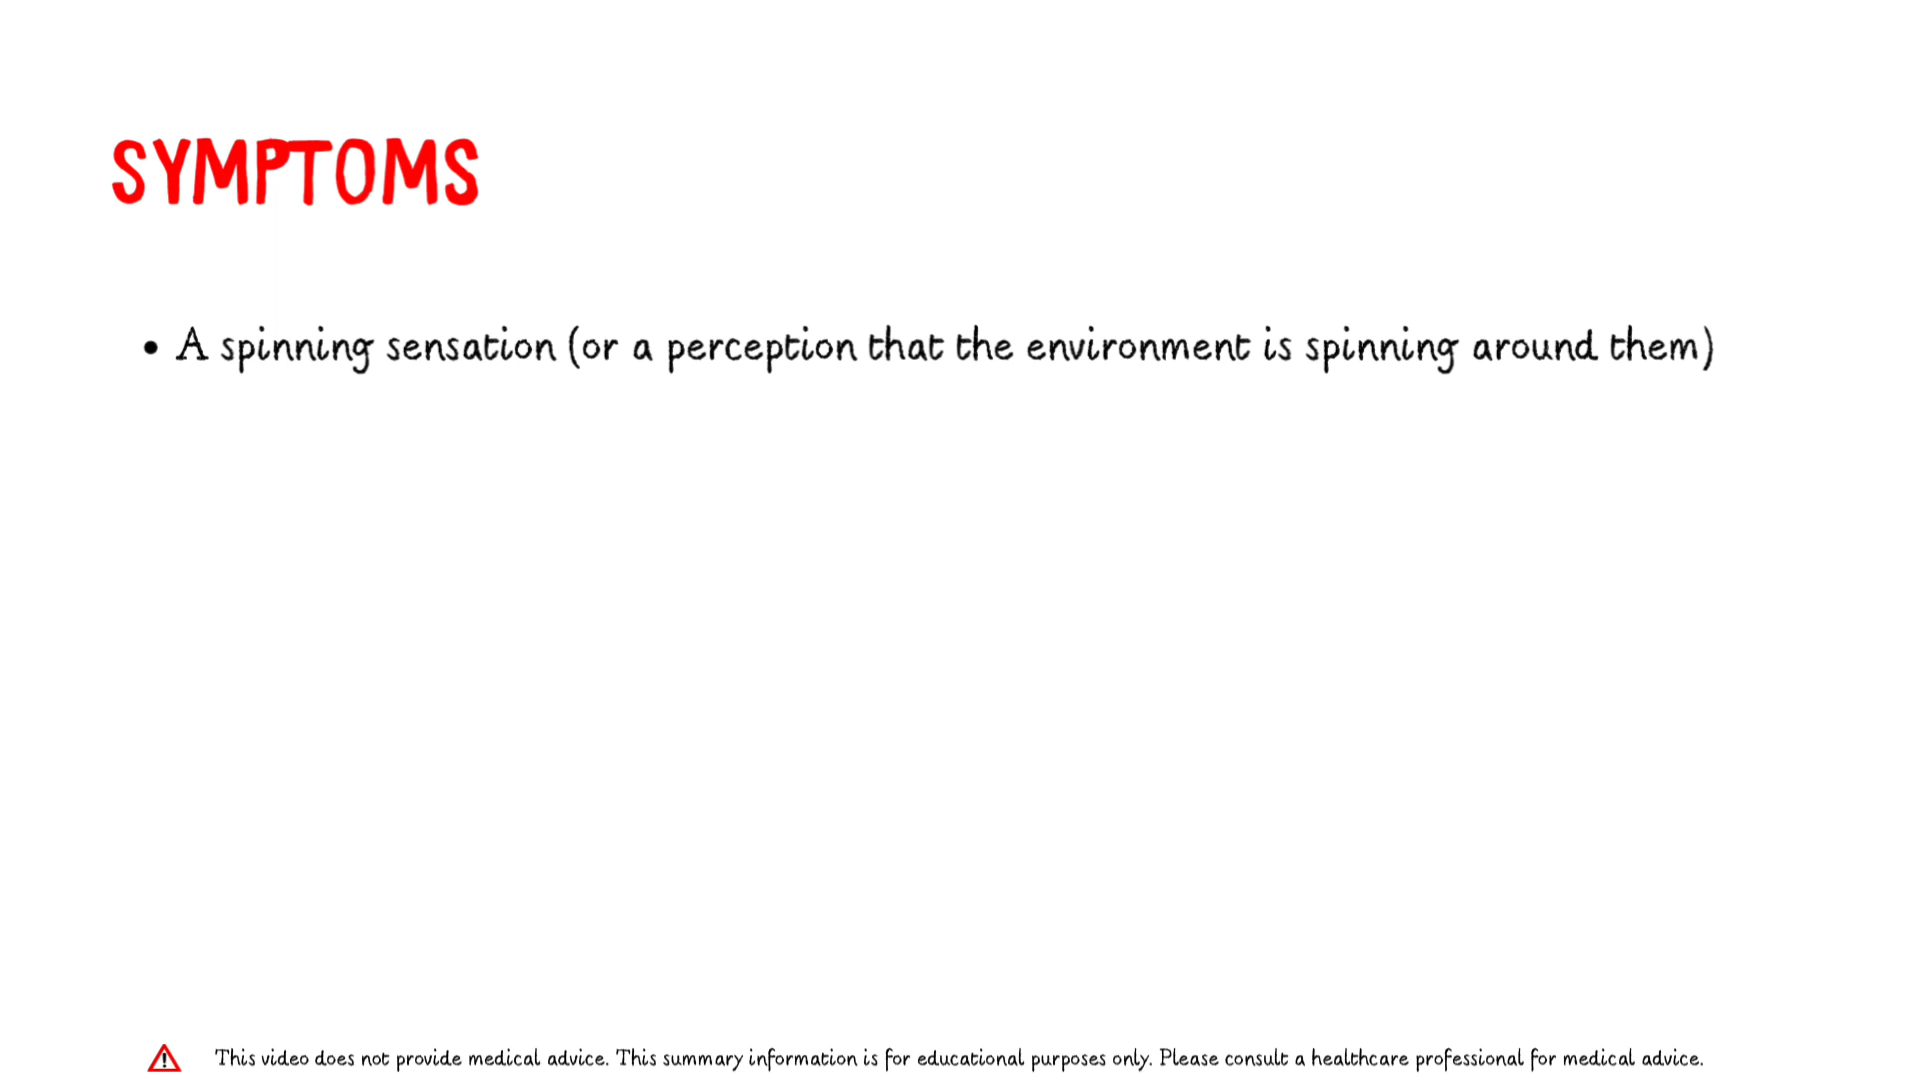 SYMPTOMS
• A spinning sensation (or a perception that the environment is spinning around them)
This video does not provide medical advice. This summary information is for educational purposes only. Please consult a healthcare professional for medical advice.